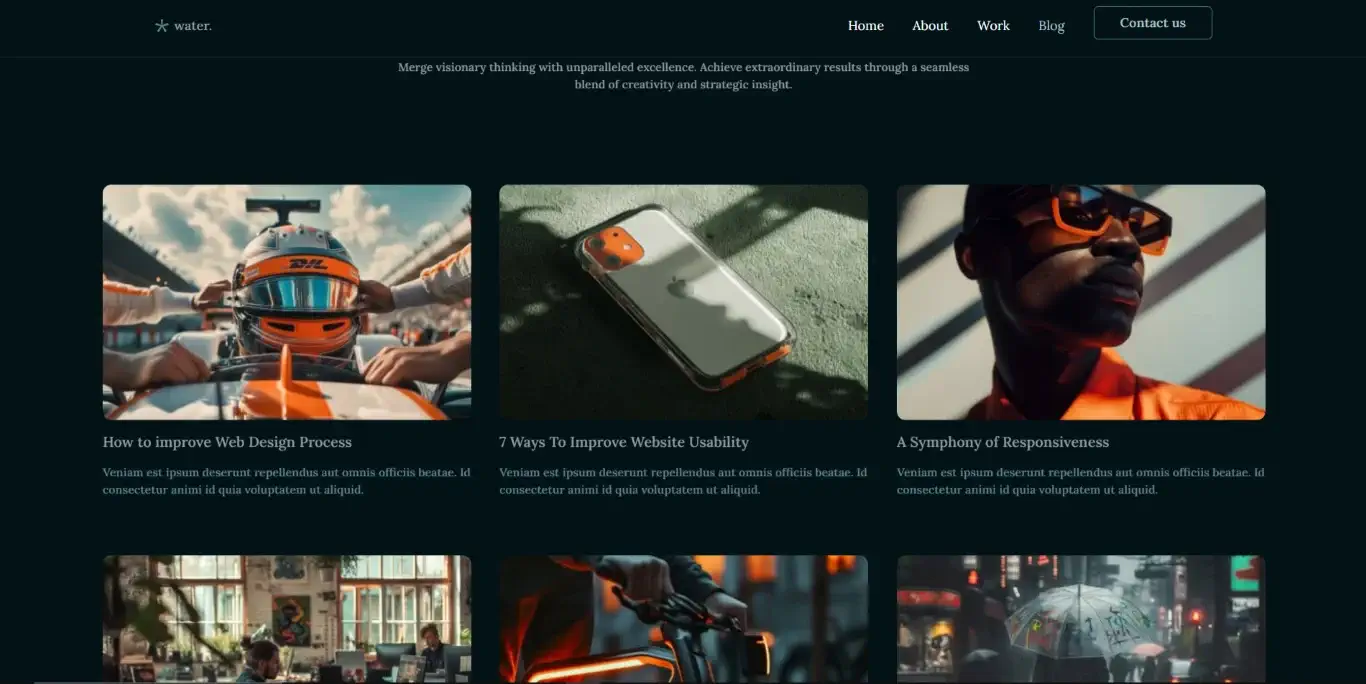 water.
Home
About
Work
Blog
Contact us
Merge visionary thinking with unparalleled excellence. Achieve extraordinary results through a seamless
blend of creativity and strategic insight.
How to improve Web Design Process
Veniam est ipsum deserunt repellendus aut omnis officiis beatae. Id
consectetur animi id quia voluptatem ut aliquid.
7 Ways To Improve Website Usability
Veniam est ipsum deserunt repellendus aut omnis officiis beatae. Id
consectetur animi id quia voluptatem ut aliquid.
A Symphony of Responsiveness
Veniam est ipsum deserunt repellendus aut omnis officiis beatae. Id
consectetur animi id quia voluptatem ut aliquid.